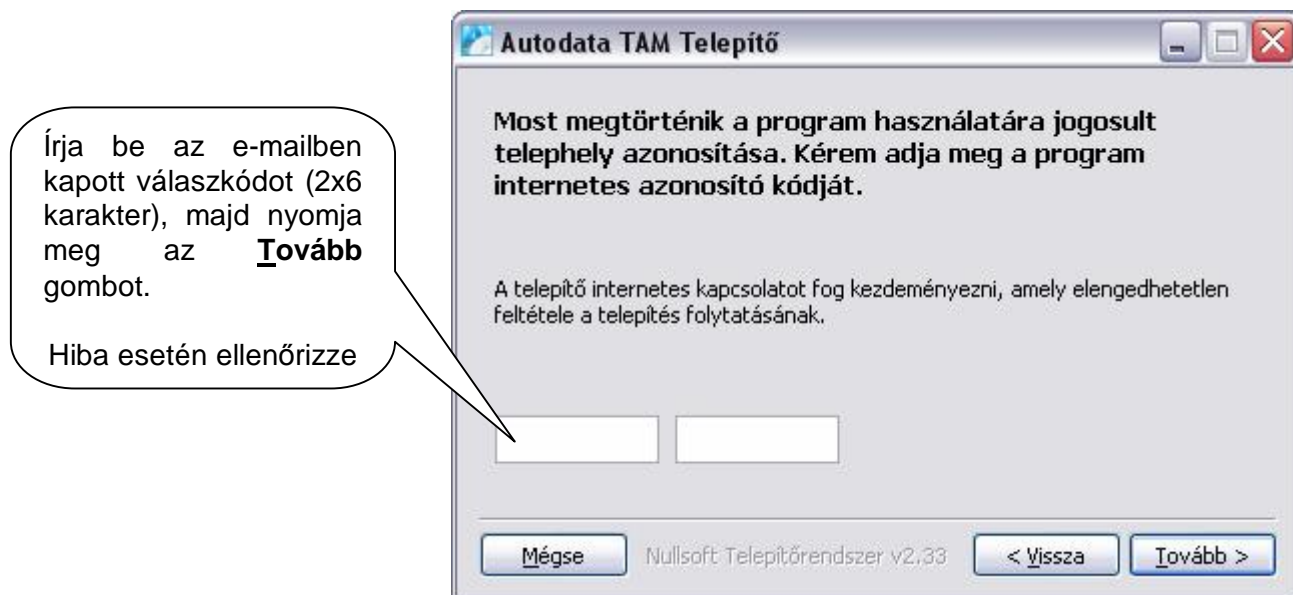 Autodata TAM Telepítő
Írja be az e-mailben
kapott válaszkódot (2x6
karakter), majd nyomja
meg az Tovább
gombot.
Hiba esetén ellenőrizze
Most megtörténik a program használatára jogosult
telephely azonosítása. Kérem adja meg a program
internetes azonosító kódját.
A telepítő internetes kapcsolatot fog kezdeményezni, amely elengedhetetlen
feltétele a telepítés folytatásának.
Mégse Nullsoft Telepítőrendszer v2.33 < Vissza Tovább >